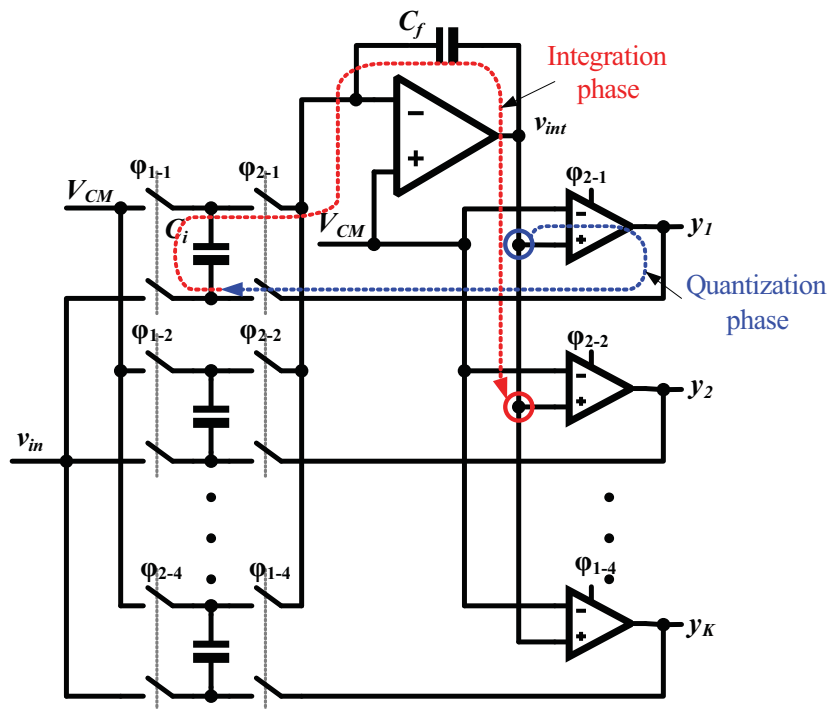 C_f
Integration
phase
v_int
φ1-1
φ2-1
V_CM
C_i
−
+
V_CM
φ2-1
-
+
y_1
Quantization
phase
φ1-2
φ2-2
φ2-2
-
+
y_2
v_in
φ2-4
φ1-4
φ1-4
-
+
y_K